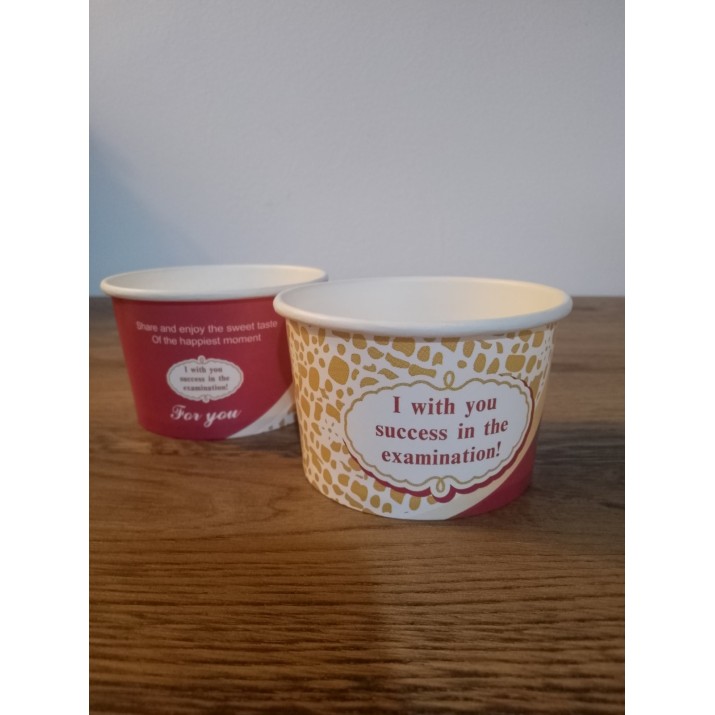 Share and enjoy the sweet taste
Of the happiest moment
I with you
success in the
examination!
For you
I with you
success in the
examination!